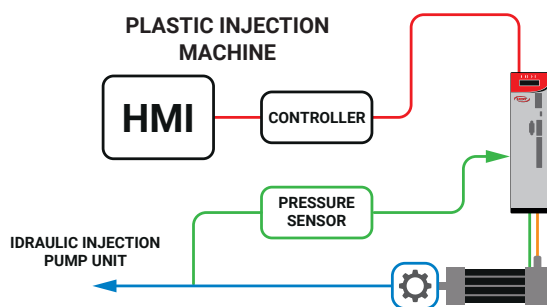 PLASTIC INJECTION
MACHINE
HMI
CONTROLLER
PRESSURE
SENSOR
IDRAULIC INJECTION
PUMP UNIT